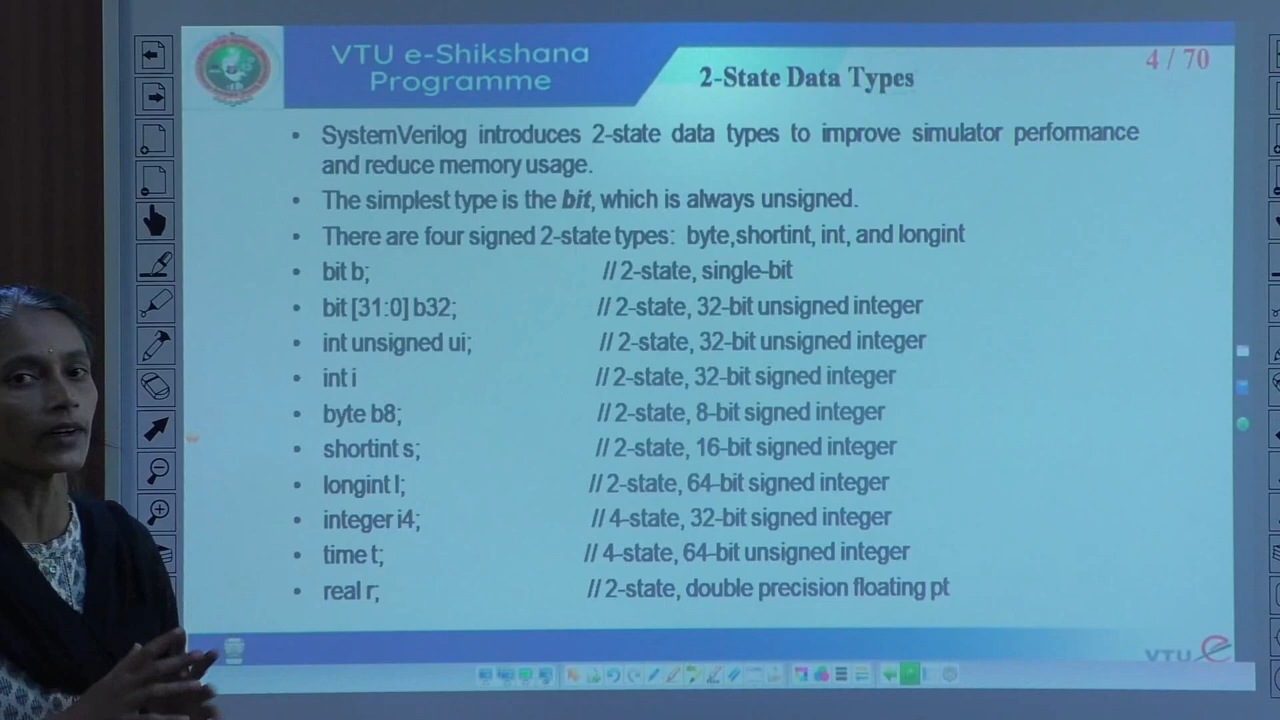 VTU e-Shikshana
Programme
2-State Data Types
4 / 70
• SystemVerilog introduces 2-state data types to improve simulator performance
and reduce memory usage.
• The simplest type is the bit, which is always unsigned.
• There are four signed 2-state types: byte,shortint, int, and longint
• bit b; // 2-state, single-bit
• bit [31:0] b32; // 2-state, 32-bit unsigned integer
• int unsigned ui; // 2-state, 32-bit unsigned integer
• int i // 2-state, 32-bit signed integer
• byte b8; // 2-state, 8-bit signed integer
• shortint s; // 2-state, 16-bit signed integer
• longint l; // 2-state, 64-bit signed integer
• integer i4; // 4-state, 32-bit signed integer
• time t; // 4-state, 64-bit unsigned integer
• real r; // 2-state, double precision floating pt
VTU e